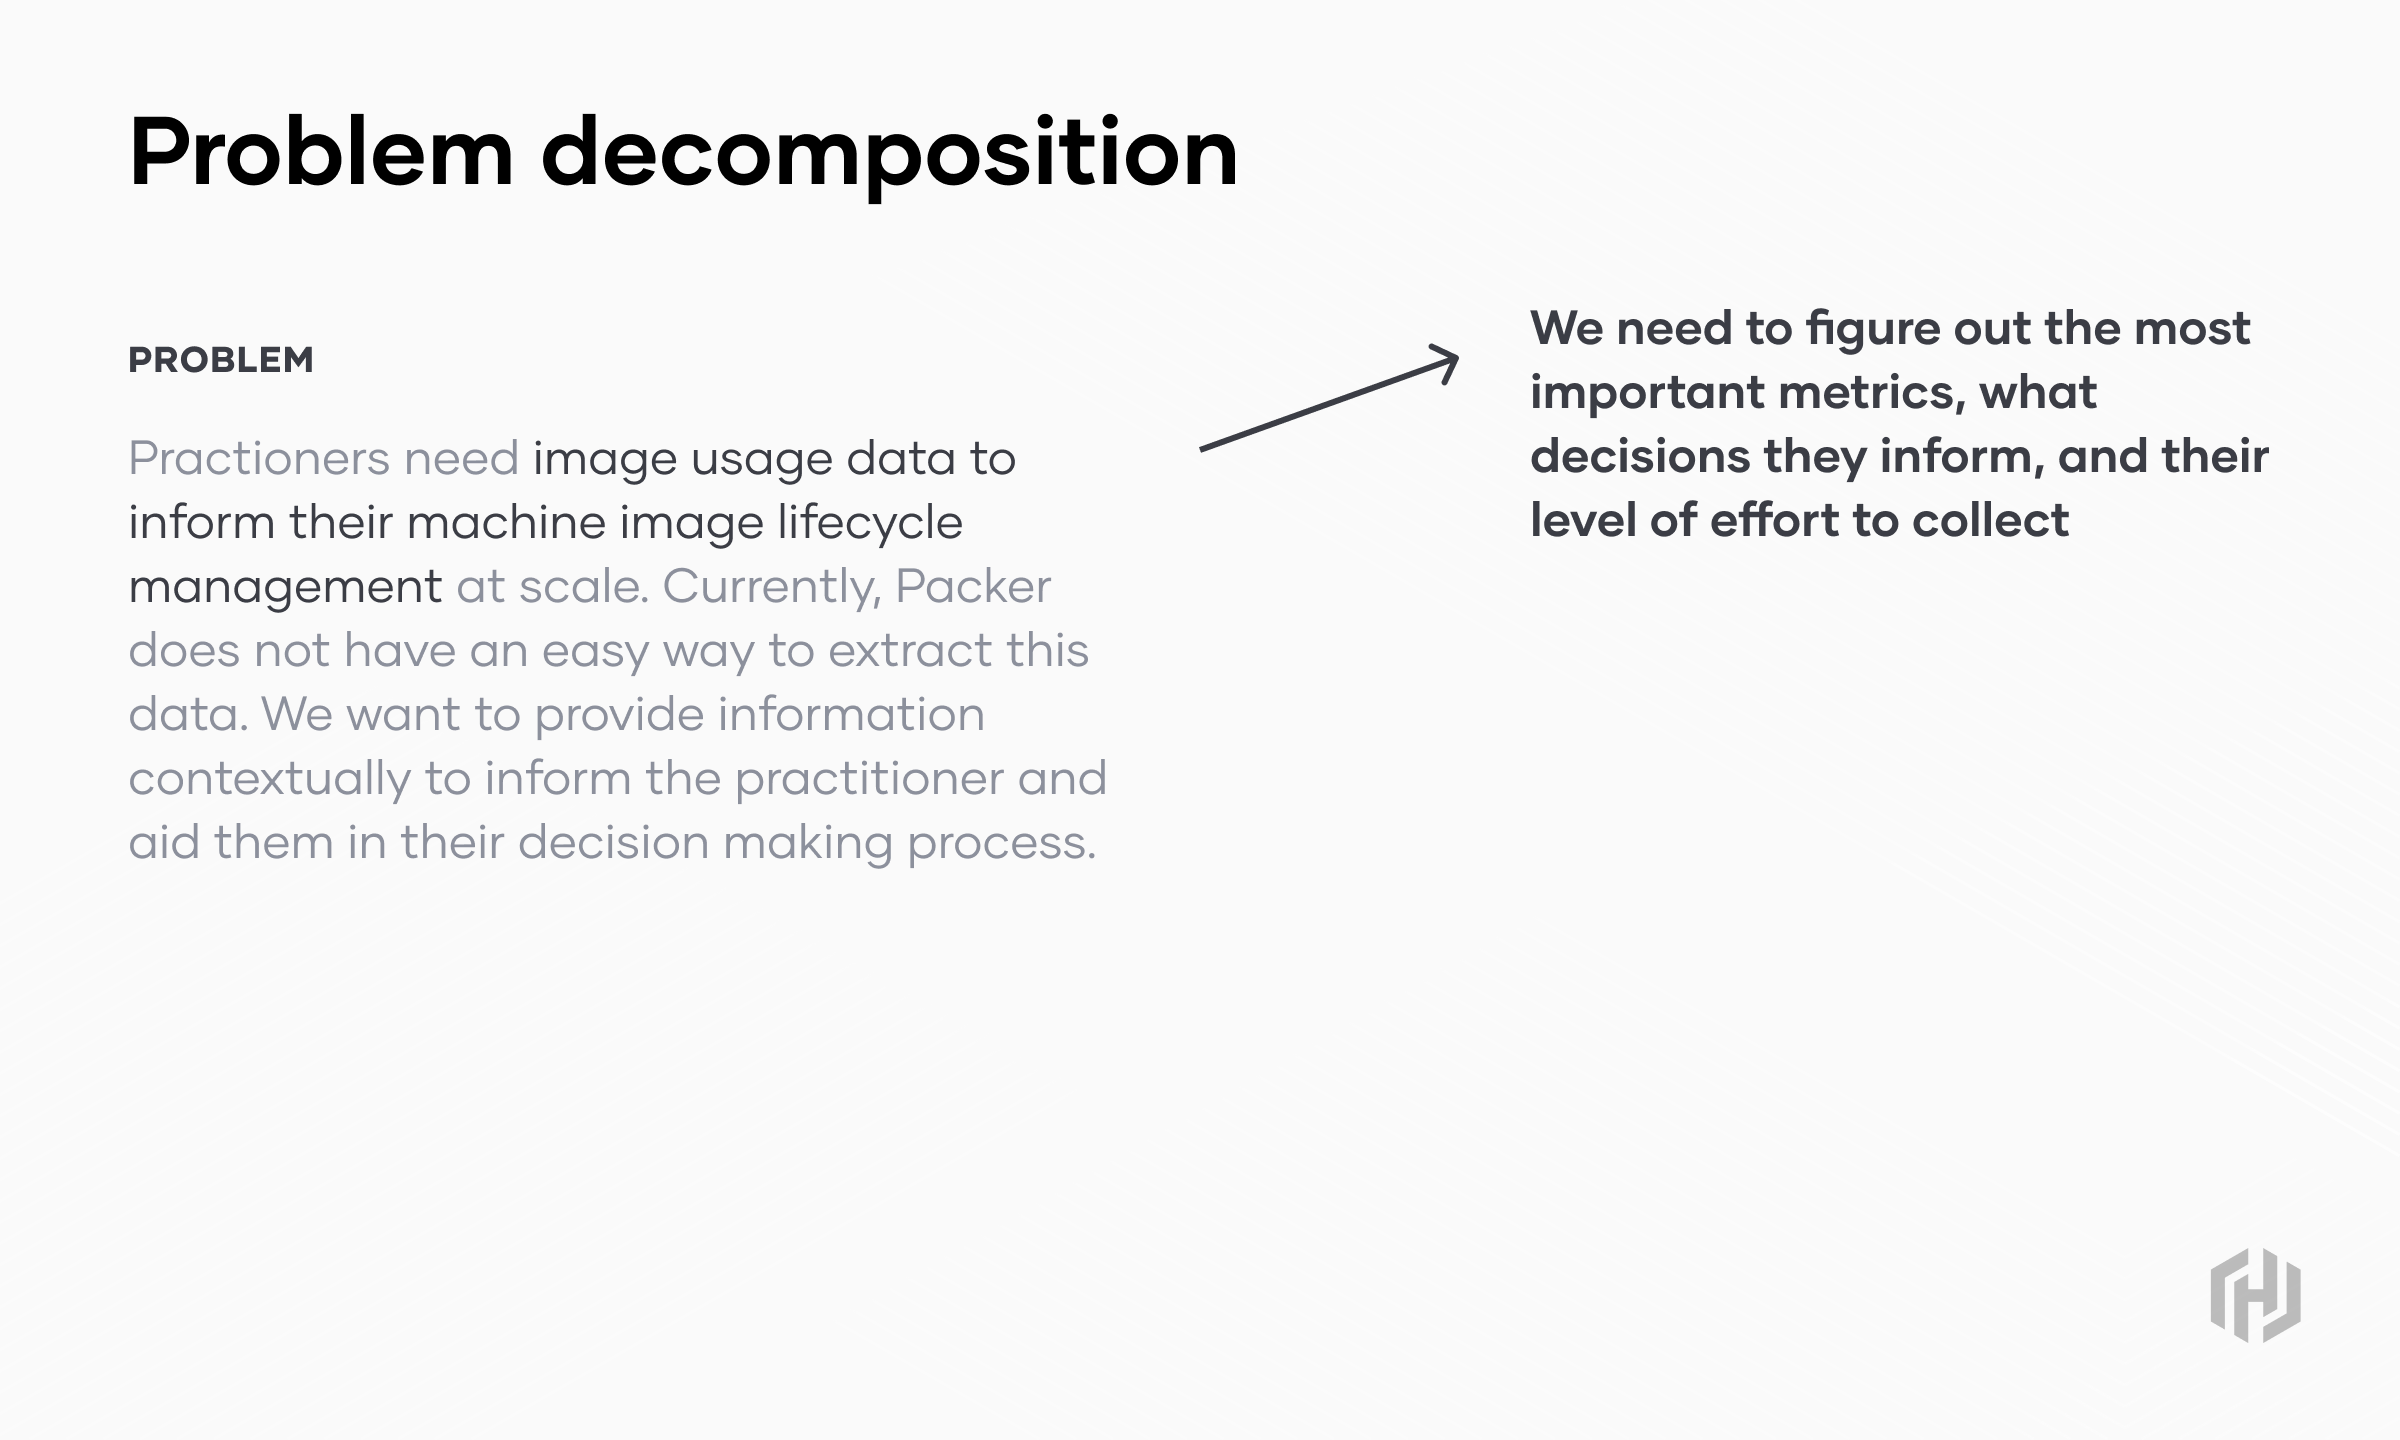 Problem decomposition
PROBLEM
Practioners need image usage data to
inform their machine image lifecycle
management at scale. Currently, Packer
does not have an easy way to extract this
data. We want to provide information
contextually to inform the practitioner and
aid them in their decision making process.
We need to figure out the most
important metrics, what
decisions they inform, and their
level of effort to collect